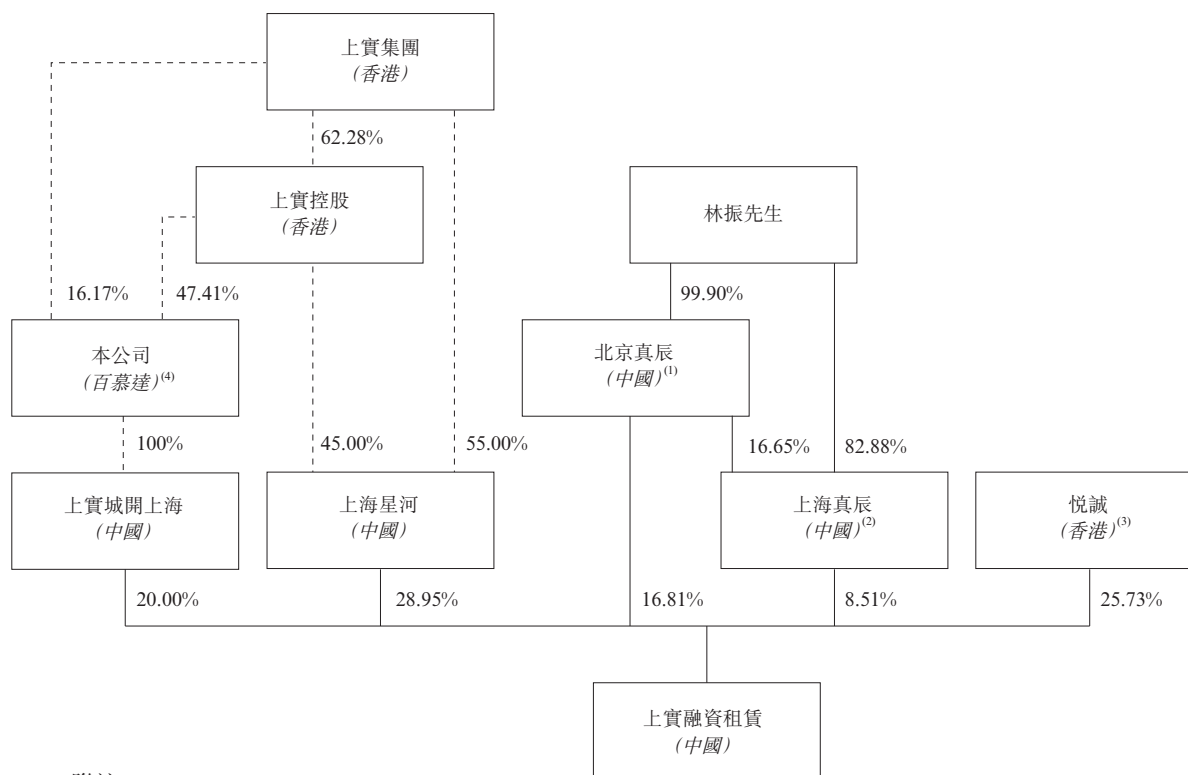 上實集團
(香港)
62.28%
上實控股
(香港)
林振先生
16.17%
47.41%
99.90%
本公司
(百慕達)(4)
北京真辰
(中國)(1)
100%
45.00%
55.00%
16.65%
82.88%
上實城開上海
(中國)
上海星河
(中國)
上海真辰
(中國)(2)
悦誠
(香港)(3)
20.00%
28.95%
16.81%
8.51%
25.73%
上實融資租賃
(中國)